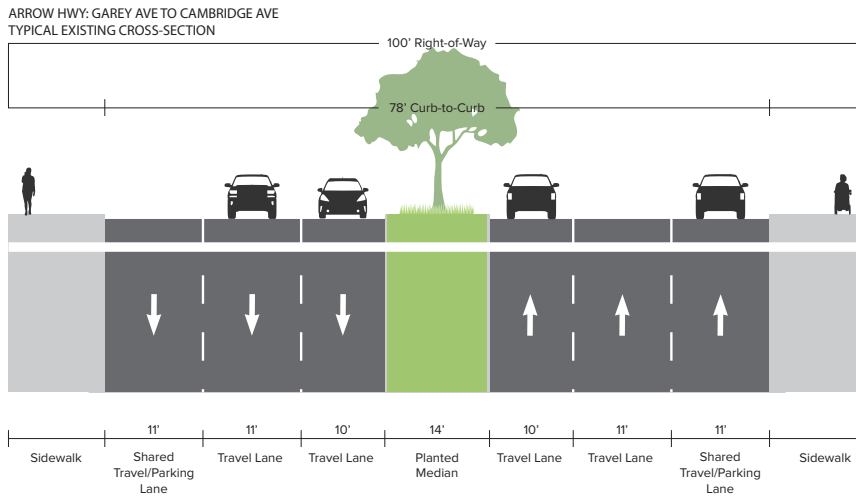 ARROW HWY: GAREY AVE TO CAMBRIDGE AVE
TYPICAL EXISTING CROSS-SECTION
100’ Right-of-Way
78’ Curb-to-Curb
11’ 11’ 10’ 14’ 10’ 11’ 11’
Sidewalk
Shared
Travel/Parking
Lane
Travel Lane
Travel Lane
Planted
Median
Travel Lane
Travel Lane
Shared
Travel/Parking
Lane
Sidewalk